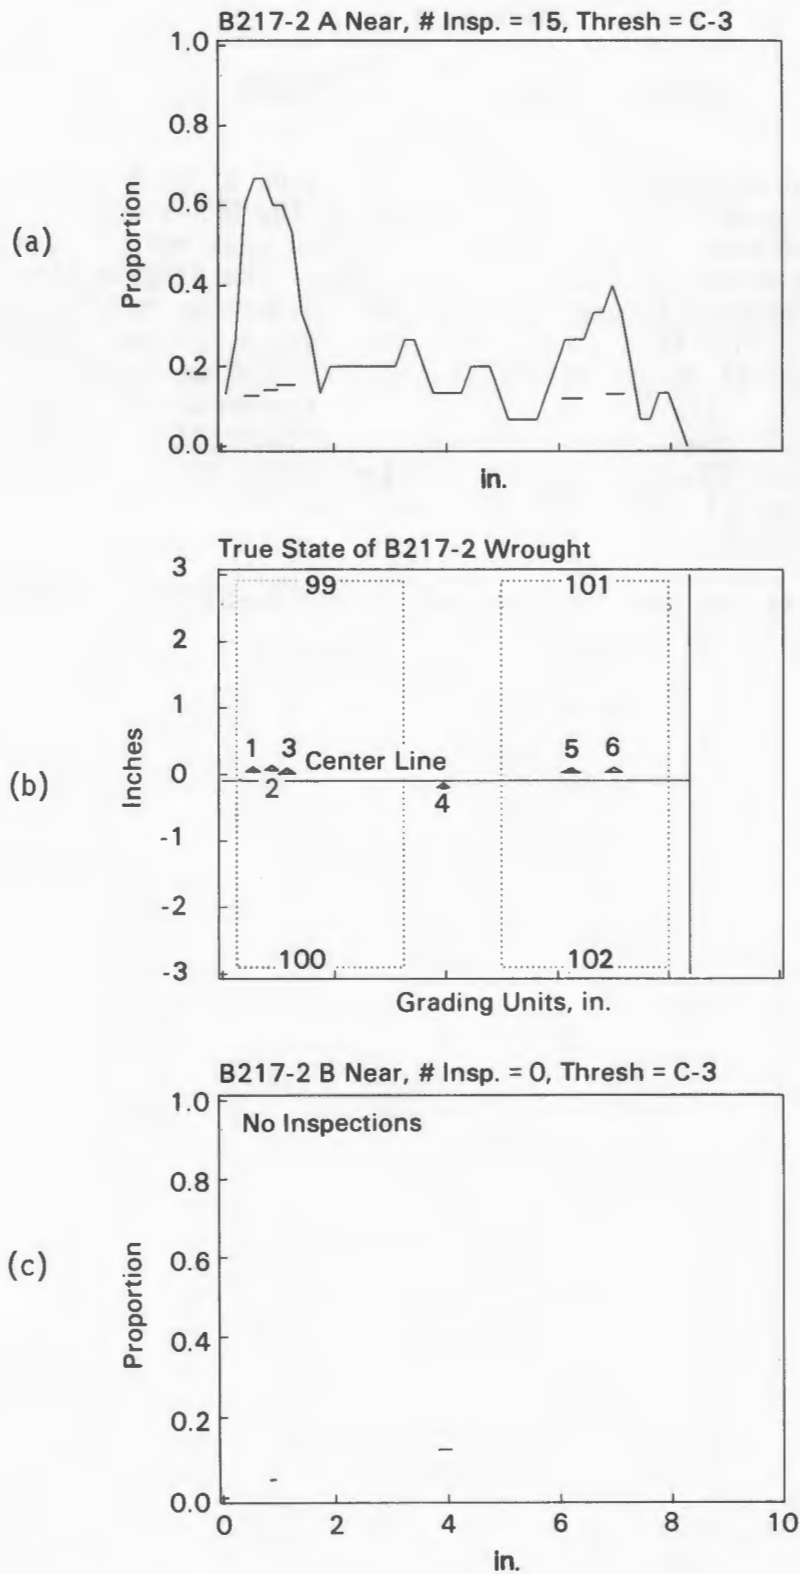 B217-2 A Near, # Insp. = 15, Thresh = C-3
1.0
0.8
0.6
0.4
0.2
0.0
Proportion
(a)
in.
True State of B217-2 Wrought
3
2
1
0
-1
-2
-3
Inches
(b)
99
101
1
3
Center Line
5
6
2
4
100
102
Grading Units, in.
B217-2 B Near, # Insp. = 0, Thresh = C-3
No Inspections
1.0
0.8
0.6
0.4
0.2
0.0
Proportion
(c)
0 2 4 6 8 10
in.